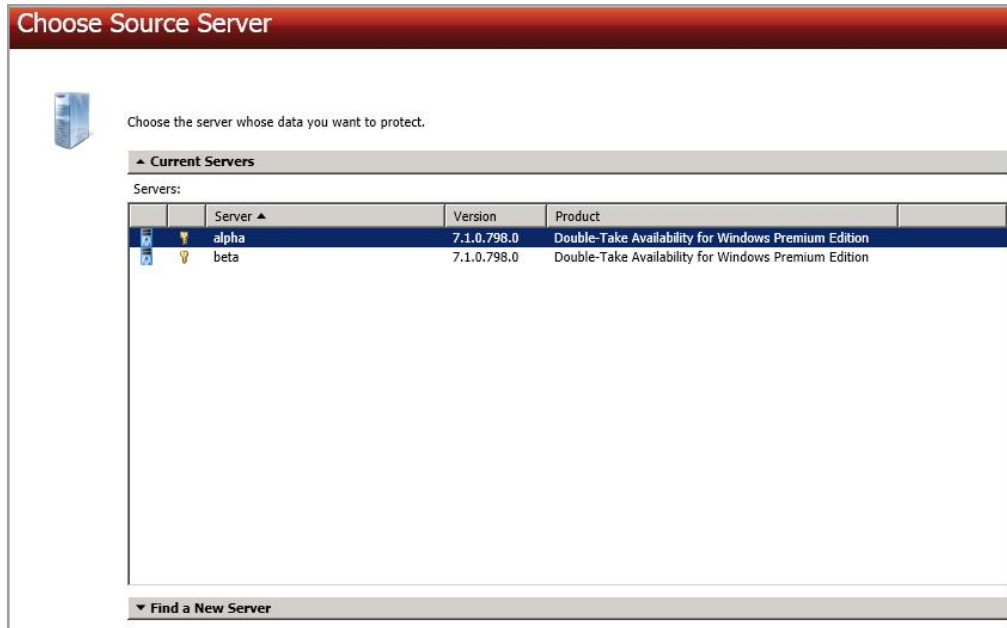 Choose Source Server
Choose the server whose data you want to protect.
▲ Current Servers
Servers:
Server ▲ Version Product
alpha 7.1.0.798.0 Double-Take Availability for Windows Premium Edition
beta 7.1.0.798.0 Double-Take Availability for Windows Premium Edition
▼ Find a New Server